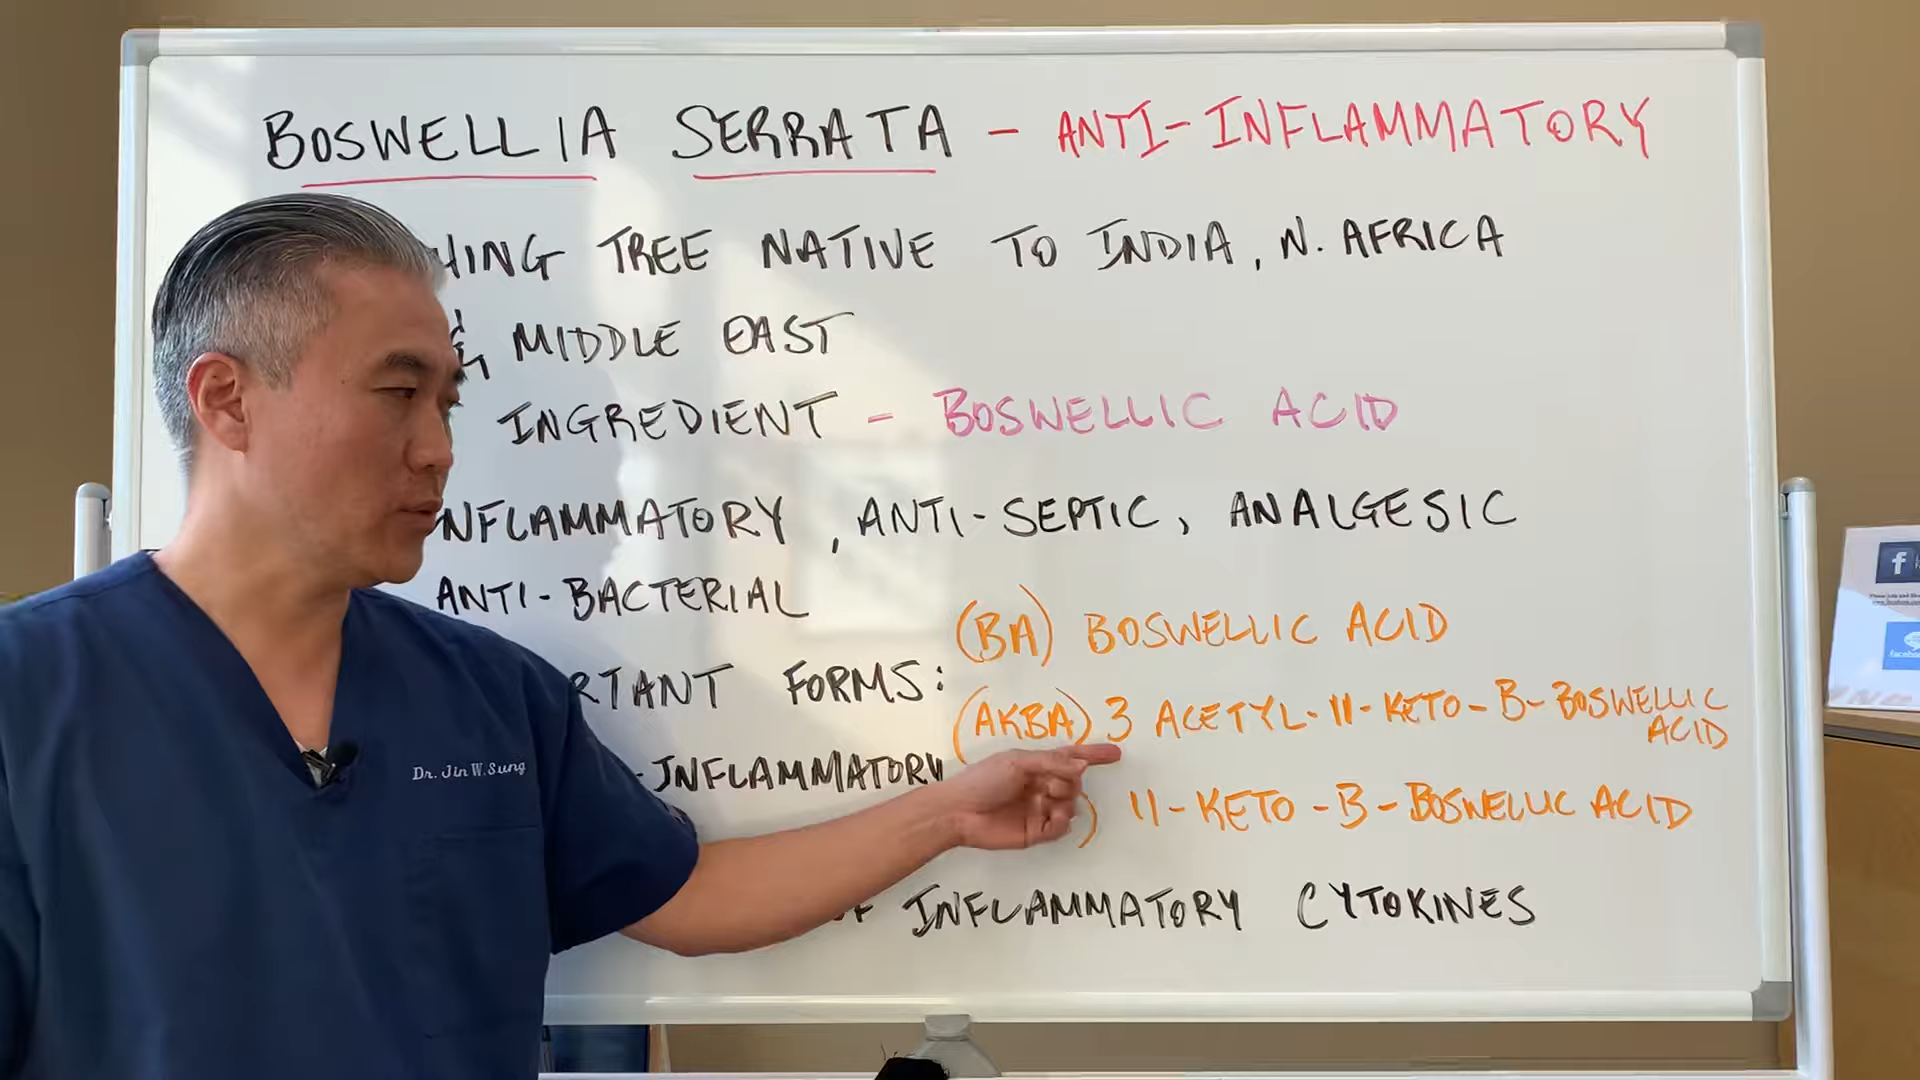 BOSWELLIA SERRATA - ANTI-INFLAMMATORY
HING TREE NATIVE TO INDIA, N. AFRICA
& MIDDLE EAST
INGREDIENT - BOSWELLIC ACID
NFLAMMATORY, ANTI-SEPTIC, ANALGESIC
ANTI-BACTERIAL
(BA) BOSWELLIC ACID
RTANT FORMS:
(AKBA) 3 ACETYL-11-KETO-B-BOSWELLIC ACID
-INFLAMMATORY
) 11-KETO-B-BOSWELLIC ACID
OF INFLAMMATORY CYTOKINES
Dr. Jin W. Sung
f
facebo